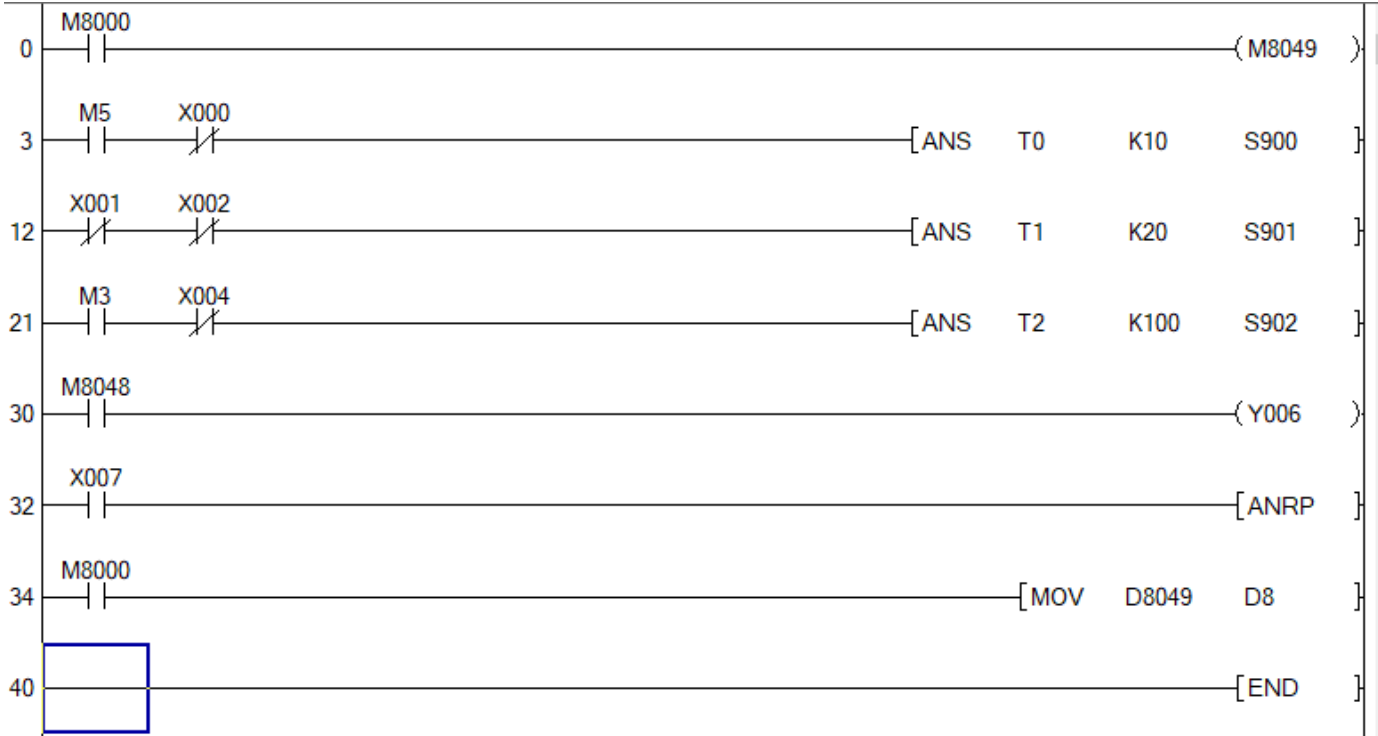 M8000
0 ( M8049 )
M5 X000
3 [ ANS T0 K10 S900 ]
X001 X002
12 [ ANS T1 K20 S901 ]
M3 X004
21 [ ANS T2 K100 S902 ]
M8048
30 ( Y006 )
X007
32 [ ANRP ]
M8000
34 [ MOV D8049 D8 ]
40 [ END ]